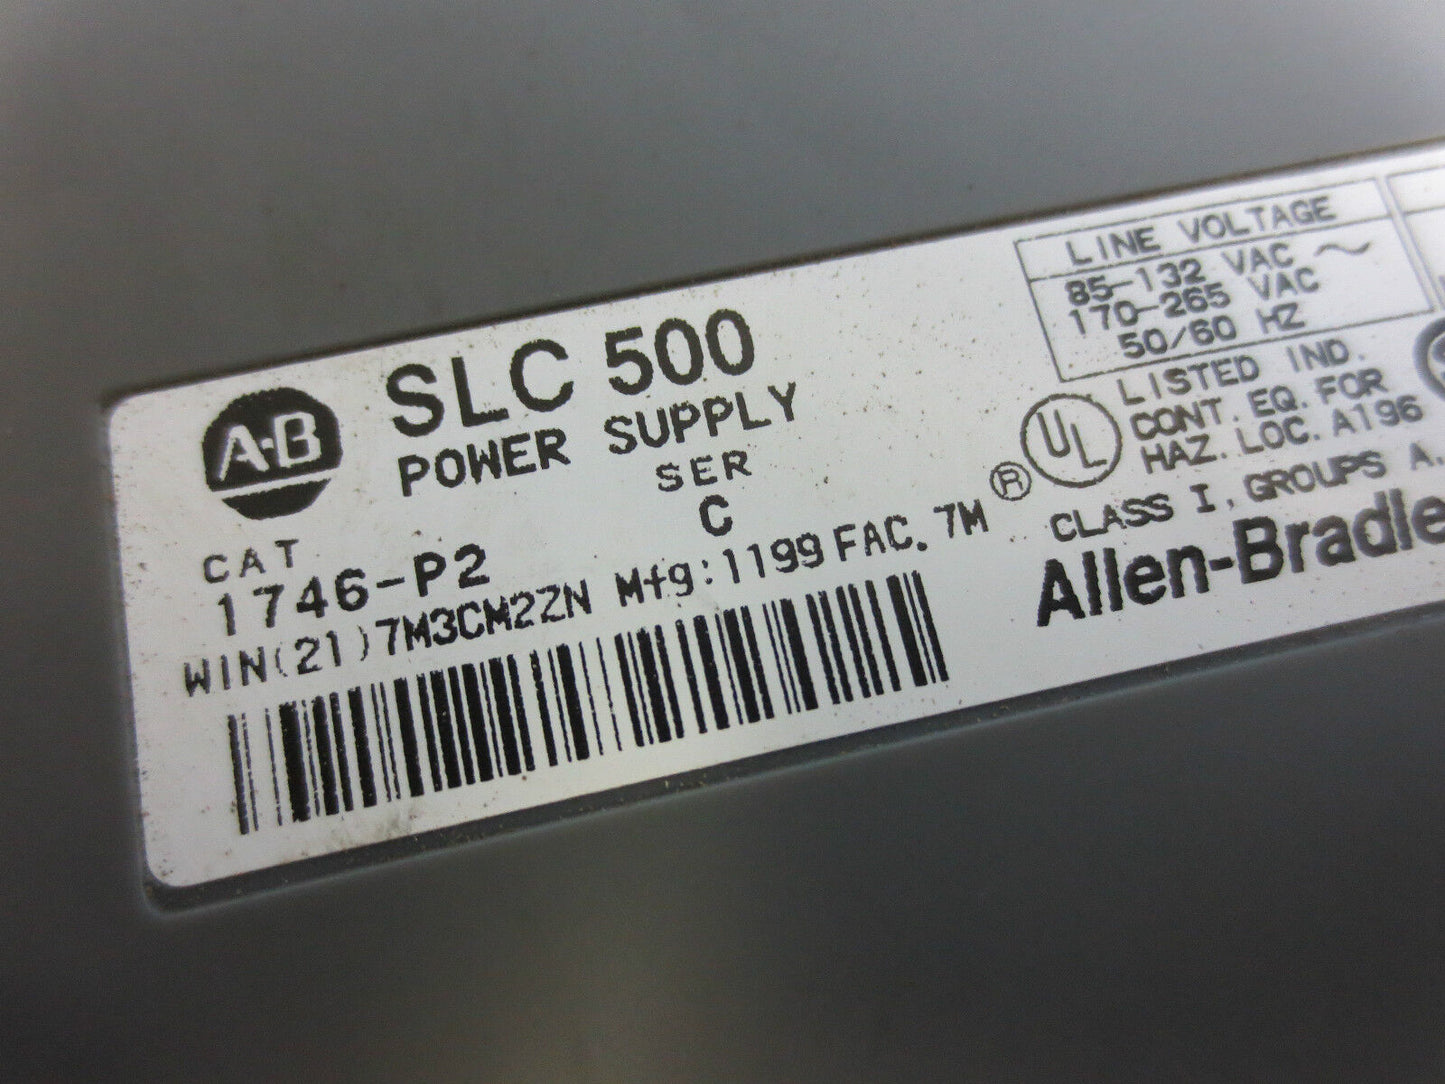 A-B
SLC 500
POWER SUPPLY
SER
C
CAT
1746-P2
WIN(21)7M3CM2ZN Mfg:1199 FAC. 7M
LINE VOLTAGE
85-132 VAC ~
170-265 VAC
50/60 HZ
UL
®
LISTED IND.
CONT. EQ. FOR
HAZ. LOC. A196
CLASS I, GROUPS A,
Allen-Bradle